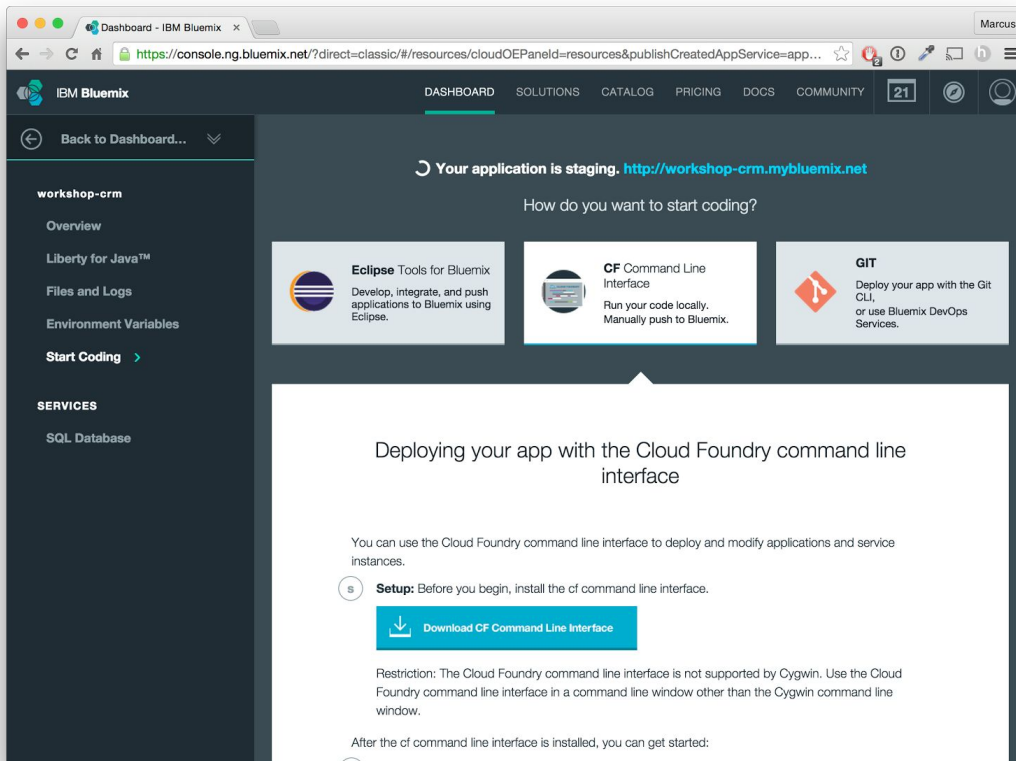 Dashboard - IBM Bluemix
Marcus
https://console.ng.bluemix.net/?direct=classic/#/resources/cloudOEPaneId=resources&publishCreatedAppService=app...
2
IBM Bluemix
DASHBOARD
SOLUTIONS
CATALOG
PRICING
DOCS
COMMUNITY
21
Back to Dashboard...
workshop-crm
Overview
Liberty for Java™
Files and Logs
Environment Variables
Start Coding
SERVICES
SQL Database
Your application is staging. http://workshop-crm.mybluemix.net
How do you want to start coding?
Eclipse Tools for Bluemix
Develop, integrate, and push
applications to Bluemix using
Eclipse.
CF Command Line
Interface
Run your code locally.
Manually push to Bluemix.
GIT
Deploy your app with the Git
CLI,
or use Bluemix DevOps
Services.
Deploying your app with the Cloud Foundry command line
interface
You can use the Cloud Foundry command line interface to deploy and modify applications and service
instances.
S
Setup: Before you begin, install the cf command line interface.
Download CF Command Line Interface
Restriction: The Cloud Foundry command line interface is not supported by Cygwin. Use the Cloud
Foundry command line interface in a command line window other than the Cygwin command line
window.
After the cf command line interface is installed, you can get started: